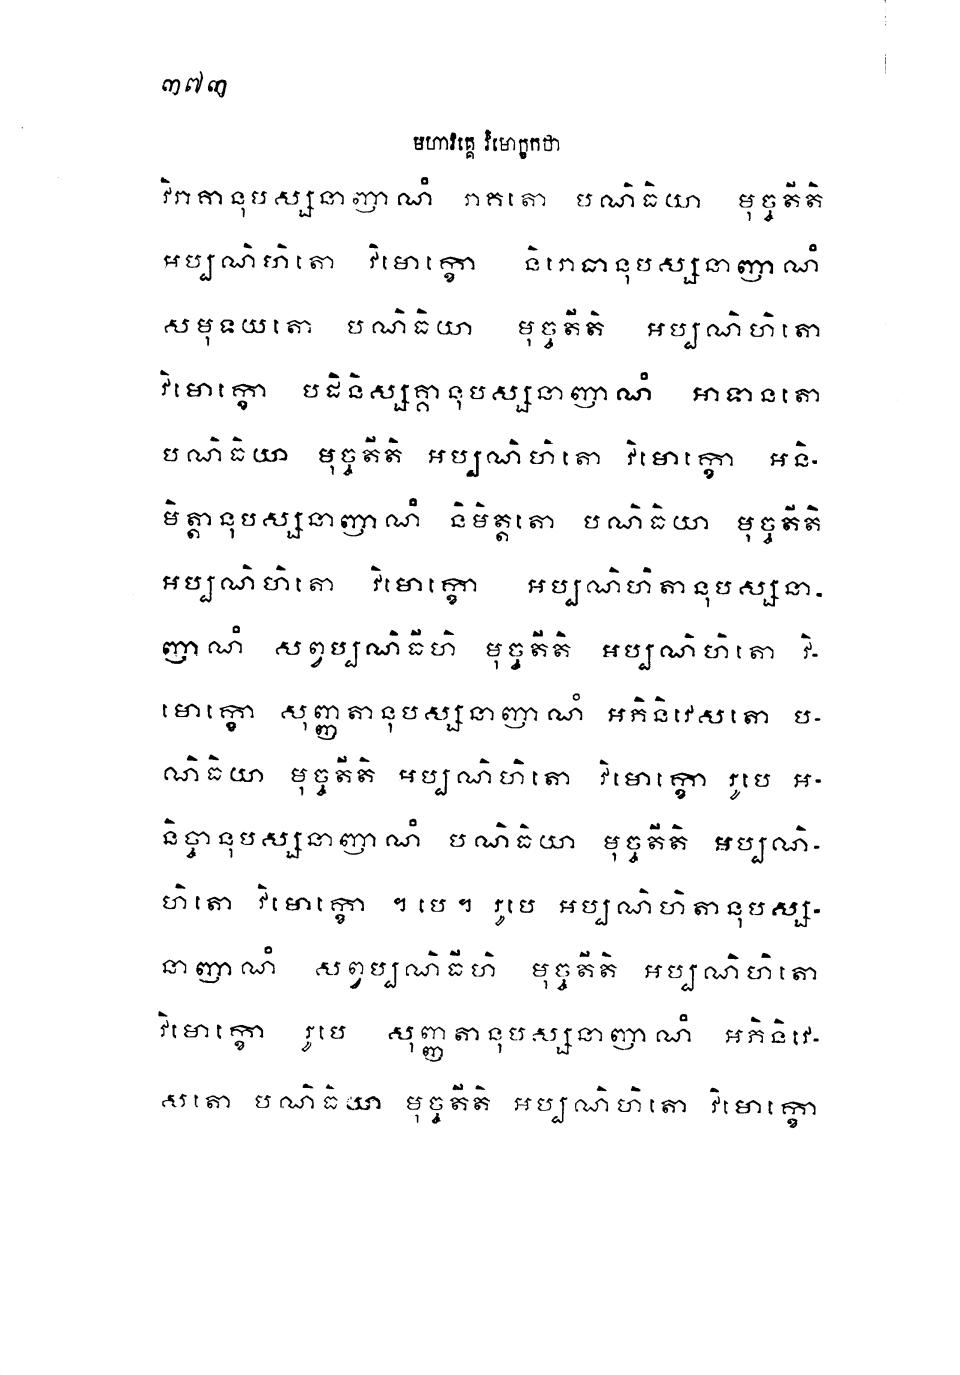 ៣៧៣
មហាវគ្គេ វិមោក្ខកថា
វិរាគានុបស្សនាញាណំ រាគតោ បណិធិយា មុច្ចតីតិ
អប្បណិហិតោ វិមោក្ខោ និរោធានុបស្សនាញាណំ
សមុទយតោ បណិធិយា មុច្ចតីតិ អប្បណិហិតោ
វិមោក្ខោ បដិនិស្សគ្គានុបស្សនាញាណំ អាទានតោ
បណិធិយា មុច្ចតីតិ អប្បណិហិតោ វិមោក្ខោ អនិ-
មិត្តានុបស្សនាញាណំ និមិត្តតោ បណិធិយា មុច្ចតីតិ
អប្បណិហិតោ វិមោក្ខោ អប្បណិហិតានុបស្សនា-
ញាណំ សព្វប្បណិធីហិ មុច្ចតីតិ អប្បណិហិតោ វិ-
មោក្ខោ សុញ្ញតានុបស្សនាញាណំ អភិនិវេសតោ ប-
ណិធិយា មុច្ចតីតិ អប្បណិហិតោ វិមោក្ខោ រូបេ អ-
និច្ចានុបស្សនាញាណំ បណិធិយា មុច្ចតីតិ អប្បណិ-
ហិតោ វិមោក្ខោ ។ បេ ។ រូបេ អប្បណិហិតានុបស្ស-
នាញាណំ សព្វប្បណិធីហិ មុច្ចតីតិ អប្បណិហិតោ
វិមោក្ខោ រូបេ សុញ្ញតានុបស្សនាញាណំ អភិនិវេ-
សតោ បណិធិយា មុច្ចតីតិ អប្បណិហិតោ វិមោក្ខោ